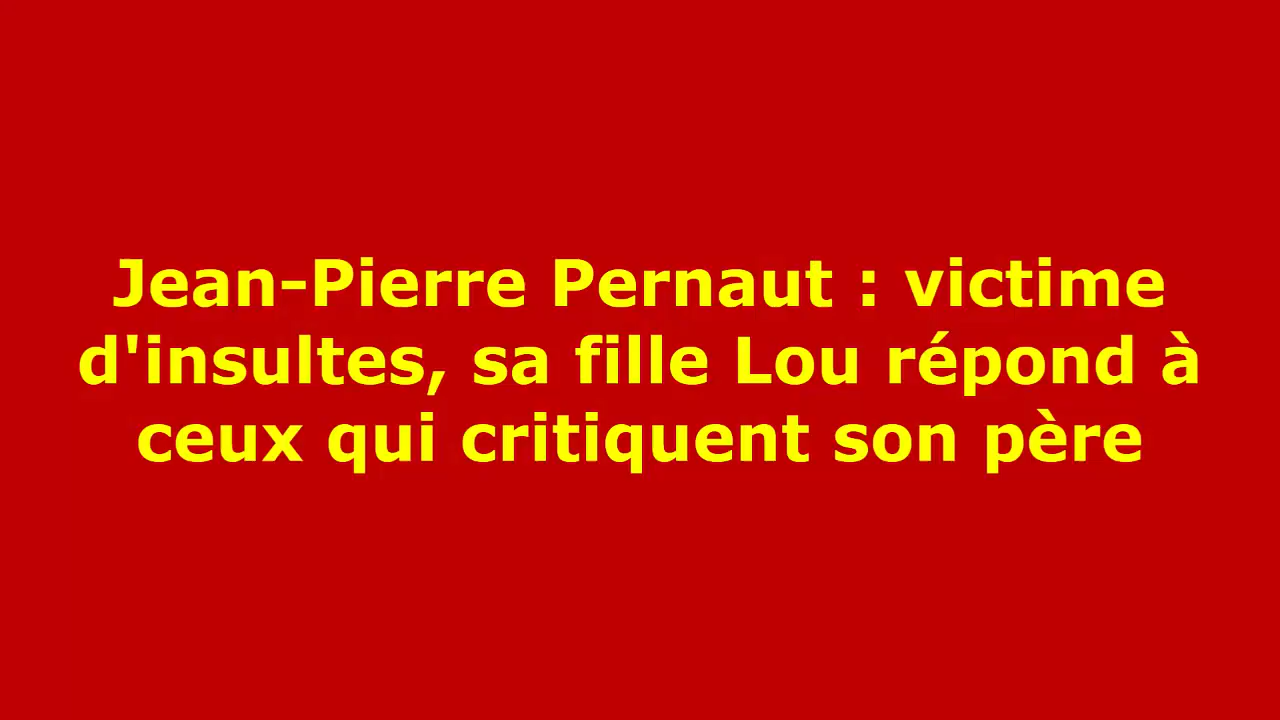 Jean-Pierre Pernaut : victime
d'insultes, sa fille Lou répond à
ceux qui critiquent son père